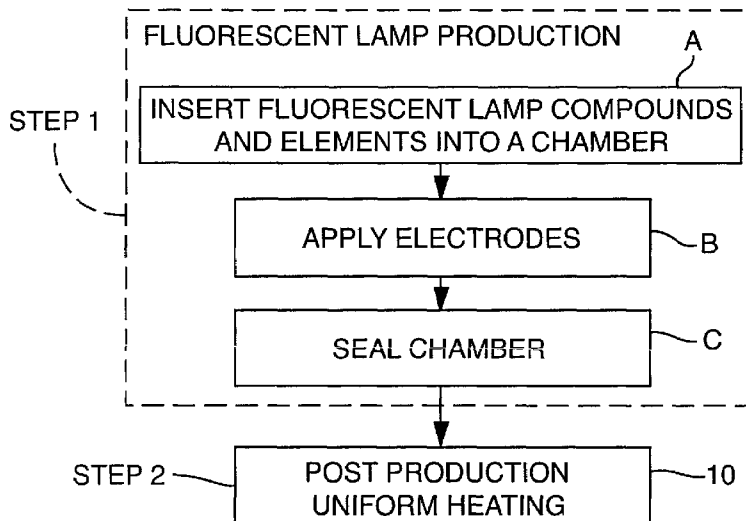 FLUORESCENT LAMP PRODUCTION
A
STEP 1
INSERT FLUORESCENT LAMP COMPOUNDS
AND ELEMENTS INTO A CHAMBER
APPLY ELECTRODES
B
SEAL CHAMBER
C
STEP 2
POST PRODUCTION
UNIFORM HEATING
10